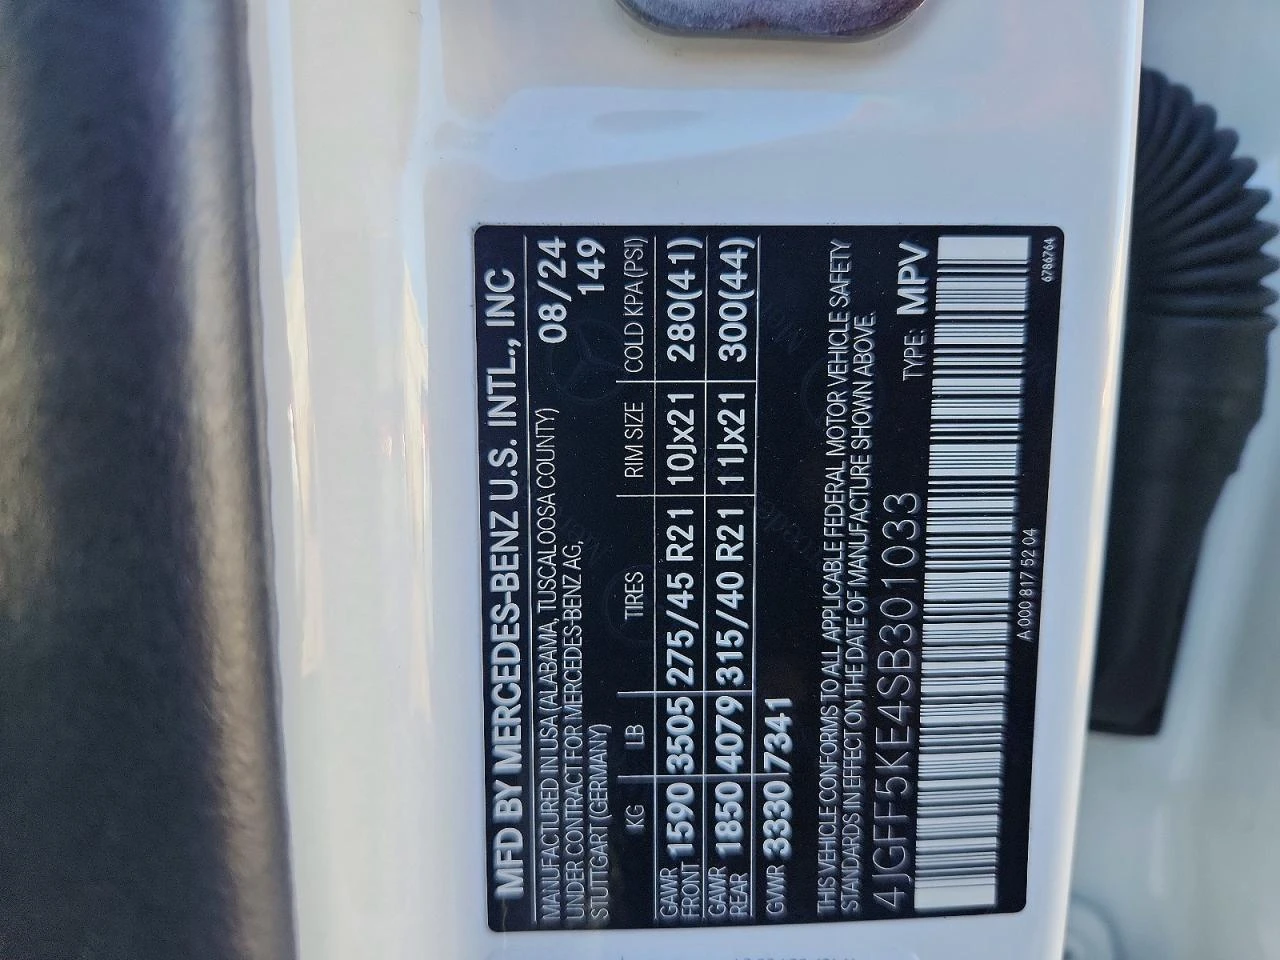 MFD BY MERCEDES-BENZ U.S. INTL., INC
MANUFACTURED IN USA (ALABAMA, TUSCALOOSA COUNTY) 08/24
UNDER CONTRACT FOR MERCEDES-BENZ AG, 149
STUTTGART (GERMANY)
KG LB TIRES RIM SIZE COLD KPA (PSI)
GAWR FRONT 1590 3505 275/45 R21 10Jx21 280(41)
GAWR REAR 1850 4079 315/40 R21 11Jx21 300(44)
GVWR 3330 7341
THIS VEHICLE CONFORMS TO ALL APPLICABLE FEDERAL MOTOR VEHICLE SAFETY
STANDARDS IN EFFECT ON THE DATE OF MANUFACTURE SHOWN ABOVE.
4JGFF5KE4SB301033 TYPE: MPV
A 000 817 52 04 6786764